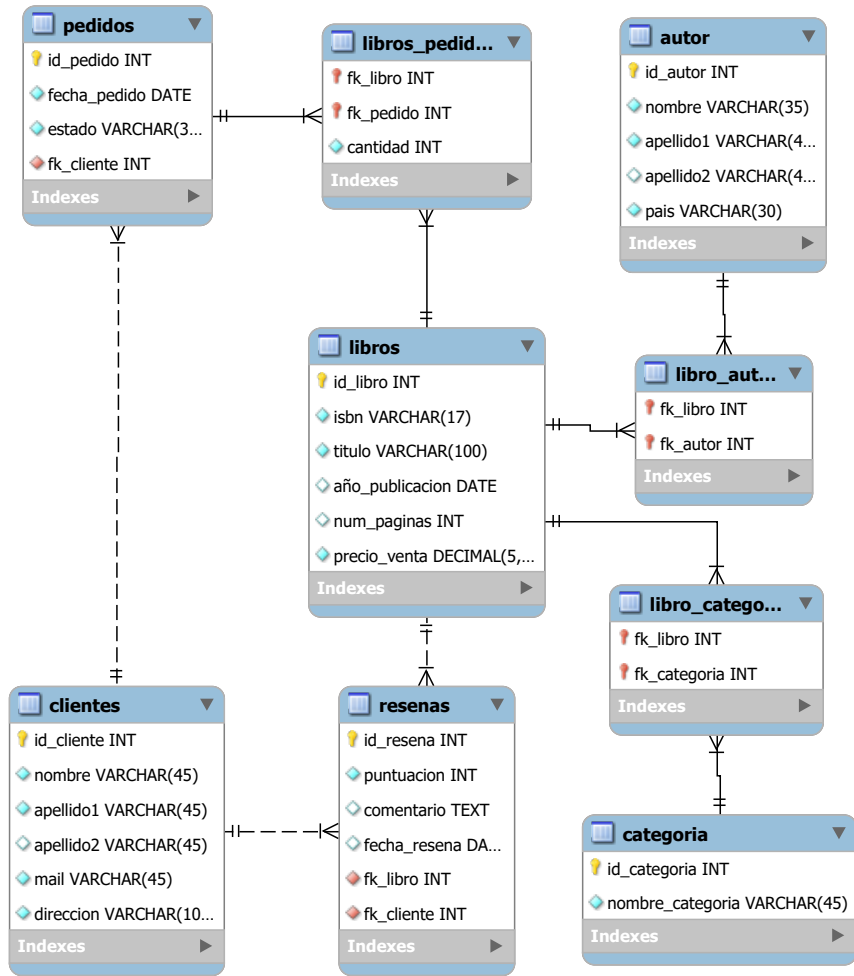 pedidos
id_pedido INT
fecha_pedido DATE
estado VARCHAR(3...
fk_cliente INT
Indexes
libros_pedid...
fk_libro INT
fk_pedido INT
cantidad INT
Indexes
autor
id_autor INT
nombre VARCHAR(35)
apellido1 VARCHAR(4...
apellido2 VARCHAR(4...
pais VARCHAR(30)
Indexes
libros
id_libro INT
isbn VARCHAR(17)
titulo VARCHAR(100)
año_publicacion DATE
num_paginas INT
precio_venta DECIMAL(5,...
Indexes
libro_aut...
fk_libro INT
fk_autor INT
Indexes
libro_catego...
fk_libro INT
fk_categoria INT
Indexes
clientes
id_cliente INT
nombre VARCHAR(45)
apellido1 VARCHAR(45)
apellido2 VARCHAR(45)
mail VARCHAR(45)
direccion VARCHAR(10...
Indexes
resenas
id_resena INT
puntuacion INT
comentario TEXT
fecha_resena DA...
fk_libro INT
fk_cliente INT
Indexes
categoria
id_categoria INT
nombre_categoria VARCHAR(45)
Indexes